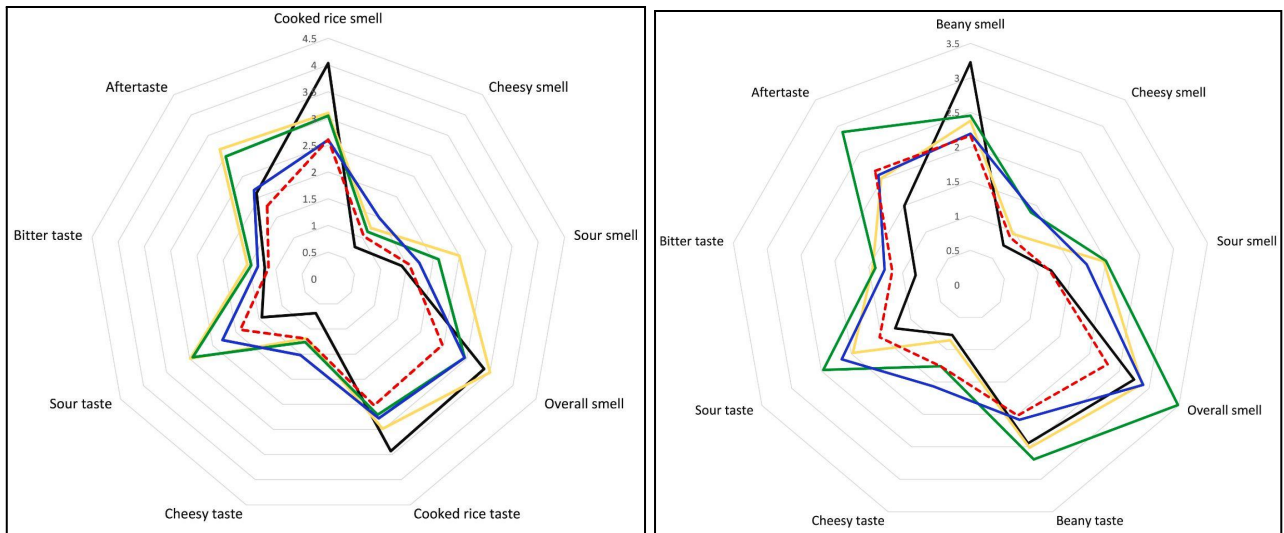 Cooked rice smell
4.5
4
3.5
3
2.5
2
1.5
1
0.5
0
Cheesy smell
Sour smell
Overall smell
Cooked rice taste
Cheesy taste
Sour taste
Bitter taste
Aftertaste
Beany smell
3.5
3
2.5
2
1.5
1
0.5
0
Cheesy smell
Sour smell
Overall smell
Beany taste
Cheesy taste
Sour taste
Bitter taste
Aftertaste